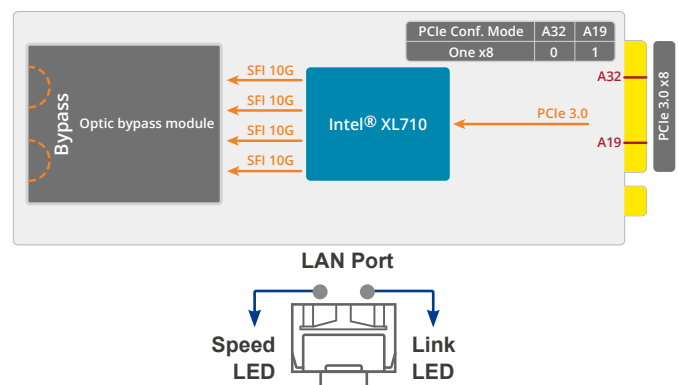 PCIe Conf. Mode A32 A19
One x8 0 1
SFI 10G
SFI 10G
SFI 10G
SFI 10G
Bypass
Optic bypass module
Intel® XL710
PCIe 3.0
A32
A19
PCIe 3.0 x8
LAN Port
Speed
LED
Link
LED